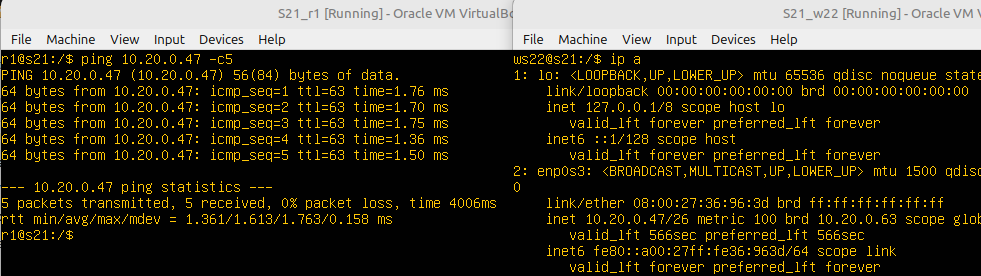 S21_r1 [Running] - Oracle VM VirtualBo
File Machine View Input Devices Help
r1@s21:/$ ping 10.20.0.47 -c5
PING 10.20.0.47 (10.20.0.47) 56(84) bytes of data.
64 bytes from 10.20.0.47: icmp_seq=1 ttl=63 time=1.76 ms
64 bytes from 10.20.0.47: icmp_seq=2 ttl=63 time=1.70 ms
64 bytes from 10.20.0.47: icmp_seq=3 ttl=63 time=1.75 ms
64 bytes from 10.20.0.47: icmp_seq=4 ttl=63 time=1.36 ms
64 bytes from 10.20.0.47: icmp_seq=5 ttl=63 time=1.50 ms
--- 10.20.0.47 ping statistics ---
5 packets transmitted, 5 received, 0% packet loss, time 4006ms
rtt min/avg/max/mdev = 1.361/1.613/1.763/0.158 ms
r1@s21:/$
S21_w22 [Running] - Oracle VM V
File Machine View Input Devices Help
ws22@s21:/$ ip a
1: lo: <LOOPBACK,UP,LOWER_UP> mtu 65536 qdisc noqueue state
link/loopback 00:00:00:00:00:00 brd 00:00:00:00:00:00
inet 127.0.0.1/8 scope host lo
valid_lft forever preferred_lft forever
inet6 ::1/128 scope host
valid_lft forever preferred_lft forever
2: enp0s3: <BROADCAST,MULTICAST,UP,LOWER_UP> mtu 1500 qdisc
0
link/ether 08:00:27:36:96:3d brd ff:ff:ff:ff:ff:ff
inet 10.20.0.47/26 metric 100 brd 10.20.0.63 scope glob
valid_lft 566sec preferred_lft 566sec
inet6 fe80::a00:27ff:fe36:963d/64 scope link
valid_lft forever preferred_lft forever